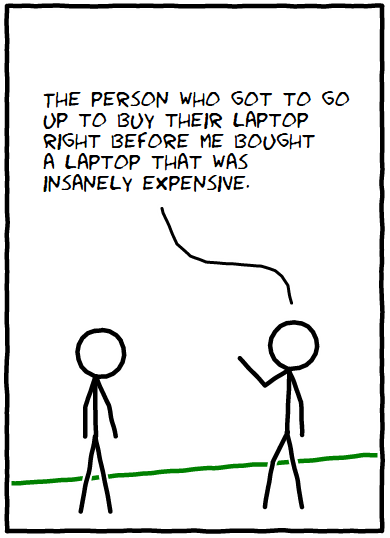 THE PERSON WHO GOT TO GO
UP TO BUY THEIR LAPTOP
RIGHT BEFORE ME BOUGHT
A LAPTOP THAT WAS
INSANELY EXPENSIVE.